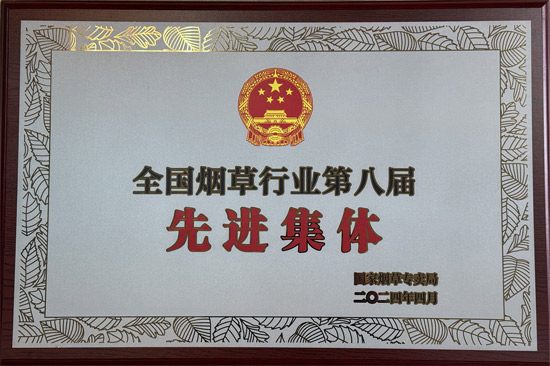 全国烟草行业第八届
先进集体
国家烟草专卖局
二〇二四年四月